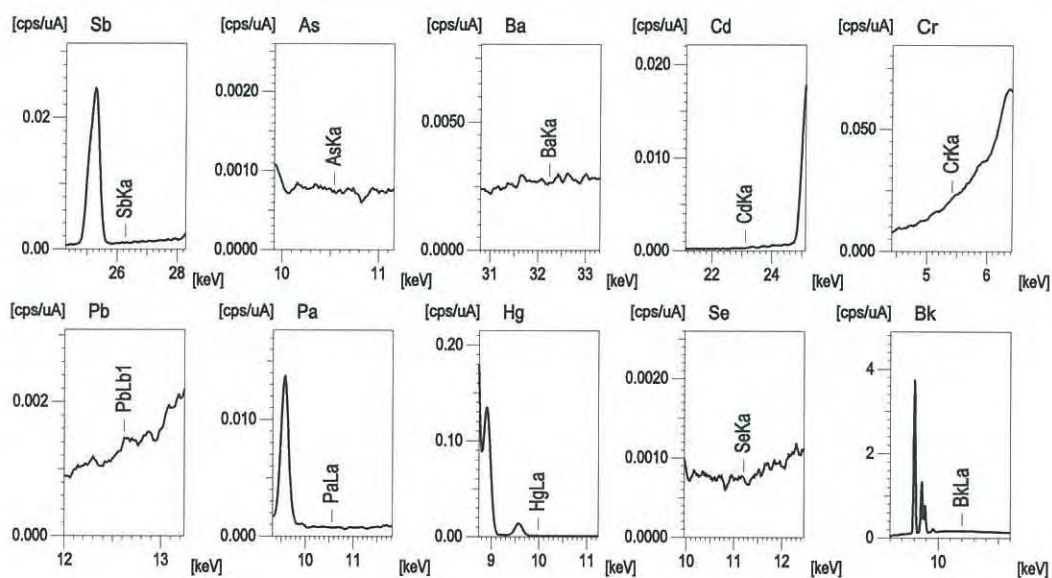 [cps/uA] Sb
0.02
0.00
SbKa
26 28
[keV]
[cps/uA] As
0.0020
0.0010
0.0000
AsKa
10 11
[keV]
[cps/uA] Ba
0.0050
0.0000
BaKa
31 32 33
[keV]
[cps/uA] Cd
0.020
0.010
0.000
CdKa
22 24
[keV]
[cps/uA] Cr
0.050
0.000
CrKa
5 6
[keV]
[cps/uA] Pb
0.002
0.000
PbLb1
12 13
[keV]
[cps/uA] Pa
0.010
0.000
PaLa
10 11
[keV]
[cps/uA] Hg
0.20
0.10
0.00
HgLa
9 10 11
[keV]
[cps/uA] Se
0.0020
0.0010
0.0000
SeKa
10 11 12
[keV]
[cps/uA] Bk
4
2
0
BkLa
10
[keV]